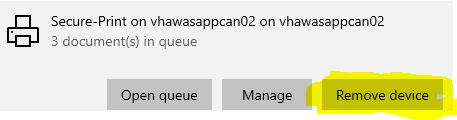 Secure-Print on vhawasappcan02 on vhawasappcan02
3 document(s) in queue
Open queue Manage Remove device